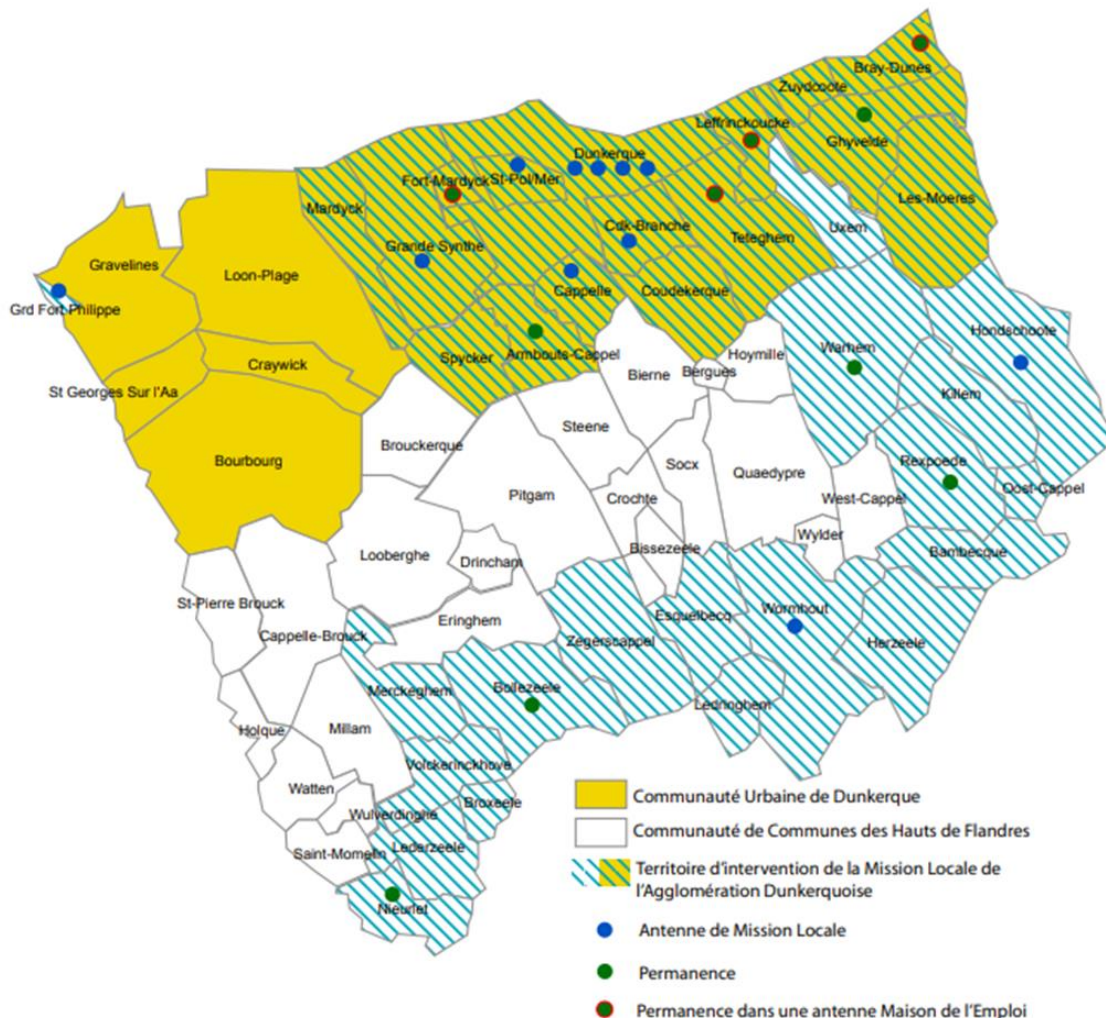 Bray-Dunes
Zuydcoote
Leffrinckoucke
Ghyvelde
Dunkerque
Fort-Mardyck
St-Pol/Mer
Mardyck
Les-Moeres
Cdk-Branche
Uxem
Teteghem
Grande Synthe
Gravelines
Loon-Plage
Cappelle
Coudekerque
Grd Fort Philippe
Hondschoote
Warhem
Armbouts-Cappel
Spycker
Hoymille
Craywick
Bierne
Bergues
St Georges Sur l'Aa
Killem
Steene
Brouckerque
Bourbourg
Socx
Quaedypre
Rexpoede
Oost-Cappel
Pitgam
Crochte
West-Cappel
Wylder
Bissezeele
Bambecque
Looberghe
Drincham
St-Pierre Brouck
Wormhout
Esquelbecq
Eringhem
Cappelle-Brouck
Zegerscappel
Herzeele
Merckeghem
Bollezeele
Ledringhem
Holque
Millam
Volckerinckhove
Watten
Broxeele
Wulverdinghe
Lederzeele
Saint-Momelin
Nieurlet
Communauté Urbaine de Dunkerque
Communauté de Communes des Hauts de Flandres
Territoire d'intervention de la Mission Locale de
l'Agglomération Dunkerquoise
Antenne de Mission Locale
Permanence
Permanence dans une antenne Maison de l'Emploi